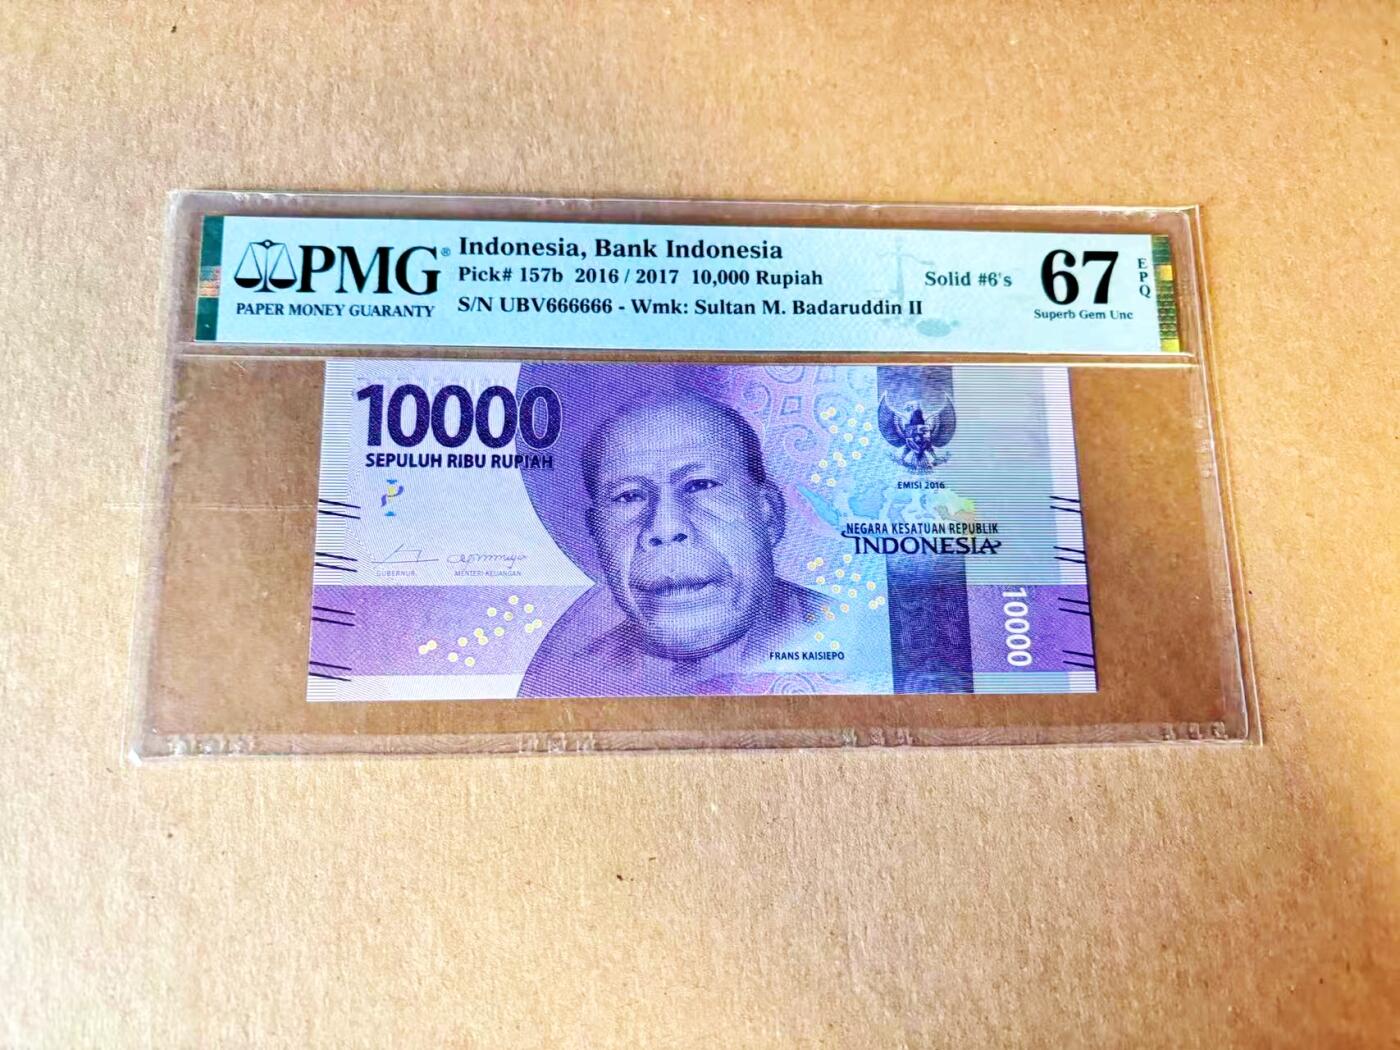 PMG®
PAPER MONEY GUARANTY
Indonesia, Bank Indonesia
Pick# 157b 2016 / 2017 10,000 Rupiah
S/N UBV666666 - Wmk: Sultan M. Badaruddin II
Solid #6's
67
EPQ
Superb Gem Unc
10000
SEPULUH RIBU RUPIAH
GUBERNUR
MENTERI KEUANGAN
EMISI 2016
NEGARA KESATUAN REPUBLIK
INDONESIA
FRANS KAISIEPO
10000